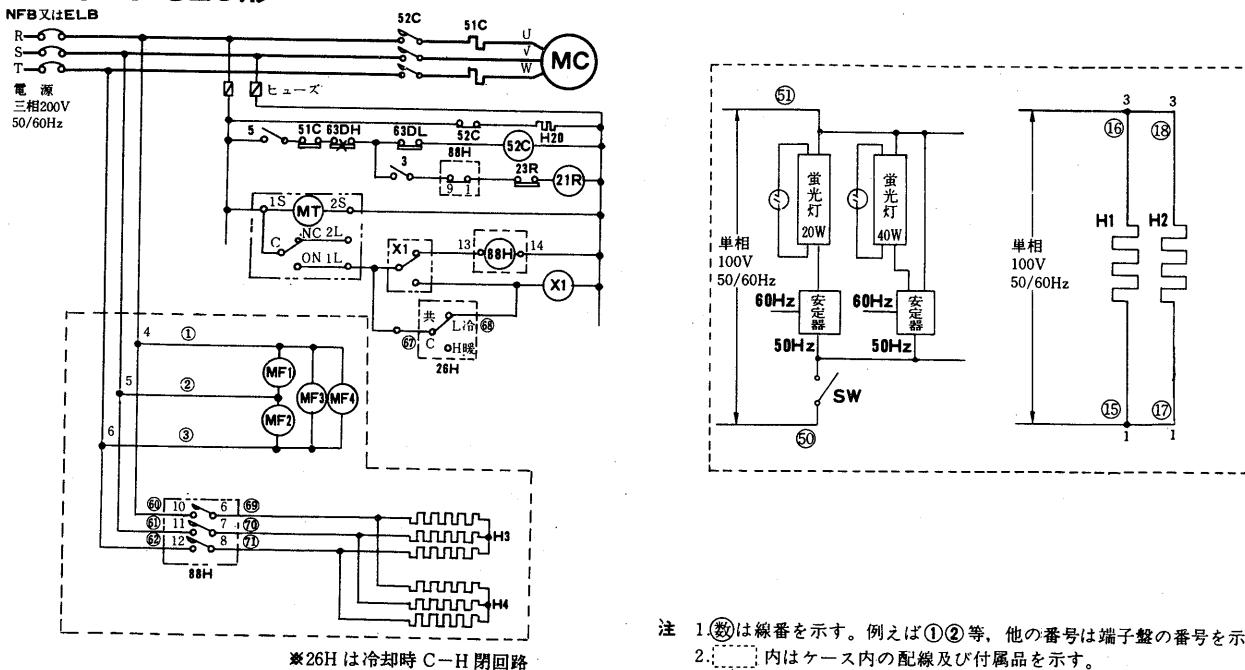 NFB又はELB
R
S
T
電 源
三相200V
50/60Hz
52C
51C
U
V
W
MC
ヒューズ
5
51C
63DH
63DL
52C
H20
52C
3
88H
9 1
23R
21R
1S
MT
2S
C
NC 2L
ON 1L
X1
13
88H
14
X1
共
C
L冷
H暖
67
68
26H
4
①
5
②
6
③
MF1
MF2
MF3
MF4
60 10 6 69
61 11 7 70
62 12 8 71
88H
H3
H4
※26H は冷却時 C-H 閉回路
51
単相
100V
50/60Hz
蛍光灯
20W
蛍光灯
40W
60Hz
安定器
50Hz
60Hz
安定器
50Hz
SW
50
単相
100V
50/60Hz
3
⑯
3
⑱
H1
H2
⑮
1
⑰
1
注 1.数は線番を示す。例えば①②等，他の番号は端子盤の番号を示
2. 内はケース内の配線及び付属品を示す。